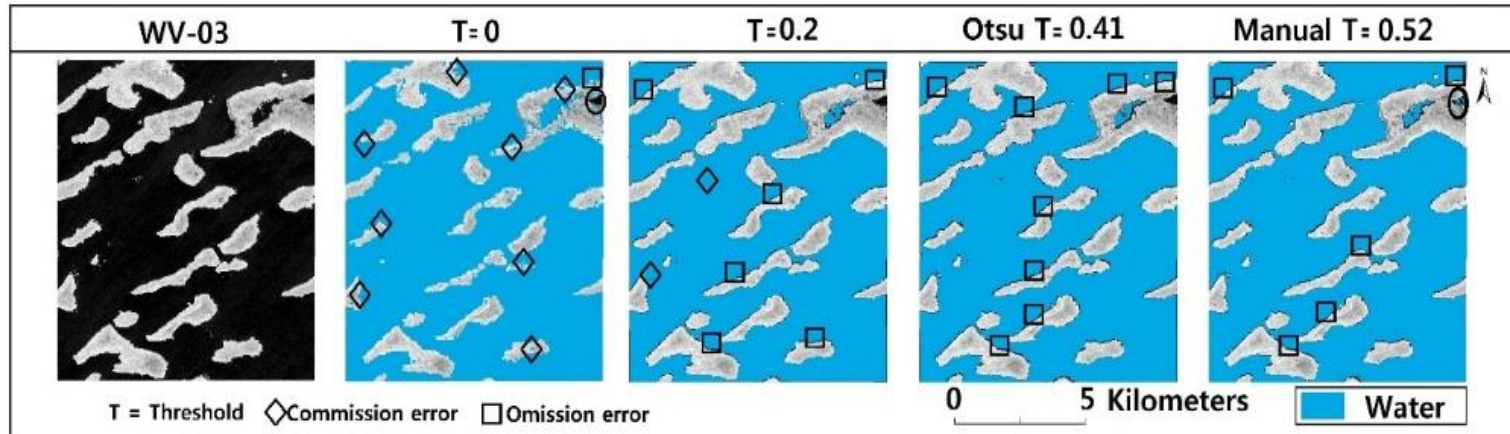 WV-03 T= 0 T= 0.2 Otsu T= 0.41 Manual T= 0.52
N
T = Threshold Commission error Omission error 0 5 Kilometers Water